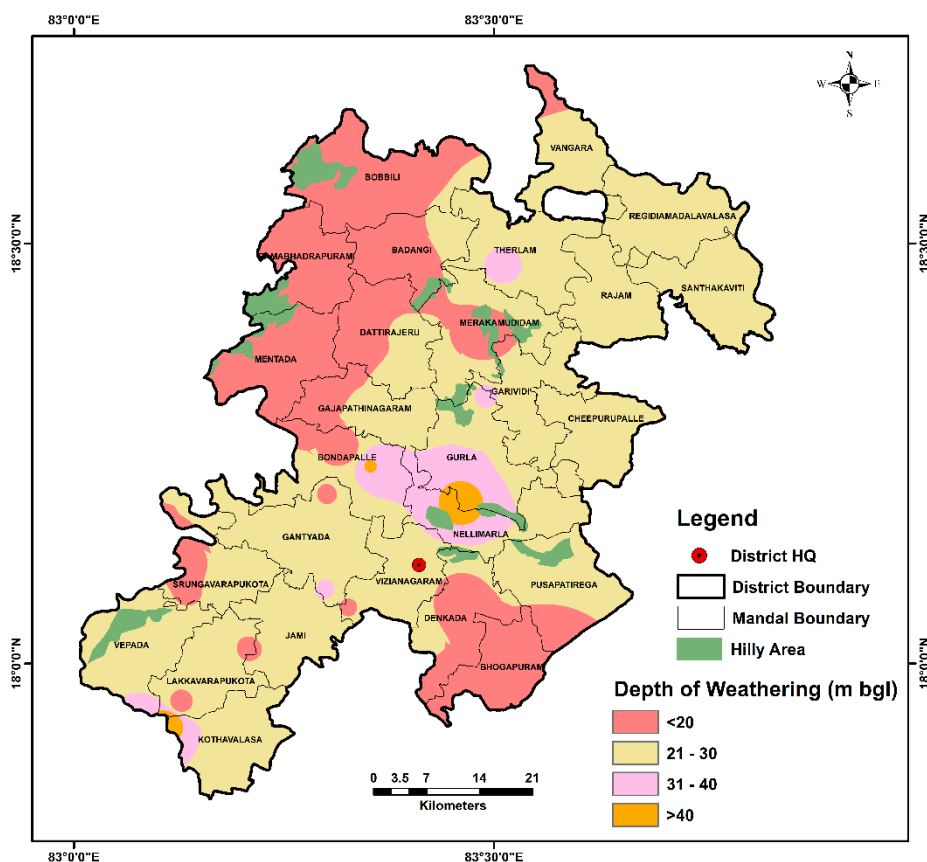 83°0'0"E
83°30'0"E
N
W
E
S
18°30'0"N
18°30'0"N
VANGARA
BOBBILI
REGIDIAMADALAVALASA
BADANGI
THERLAM
RAMABHADRAPURAM
SANTHAKAVITI
RAJAM
MERAKAMUDIDAM
DATTIRAJERU
MENTADA
GARIVIDI
GAJAPATHINAGARAM
CHEEPURUPALLE
BONDAPALLE
GURLA
NELLIMARLA
GANTYADA
SRUNGAVARAPUKOTA
VIZIANAGARAM
PUSAPATIREGA
DENKADA
JAMI
VEPADA
BHOGAPURAM
LAKKAVARAPUKOTA
KOTHAVALASA
18°0'0"N
18°0'0"N
Legend
District HQ
District Boundary
Mandal Boundary
Hilly Area
Depth of Weathering (m bgl)
<20
21 - 30
31 - 40
>40
0 3.5 7 14 21
Kilometers
83°0'0"E
83°30'0"E